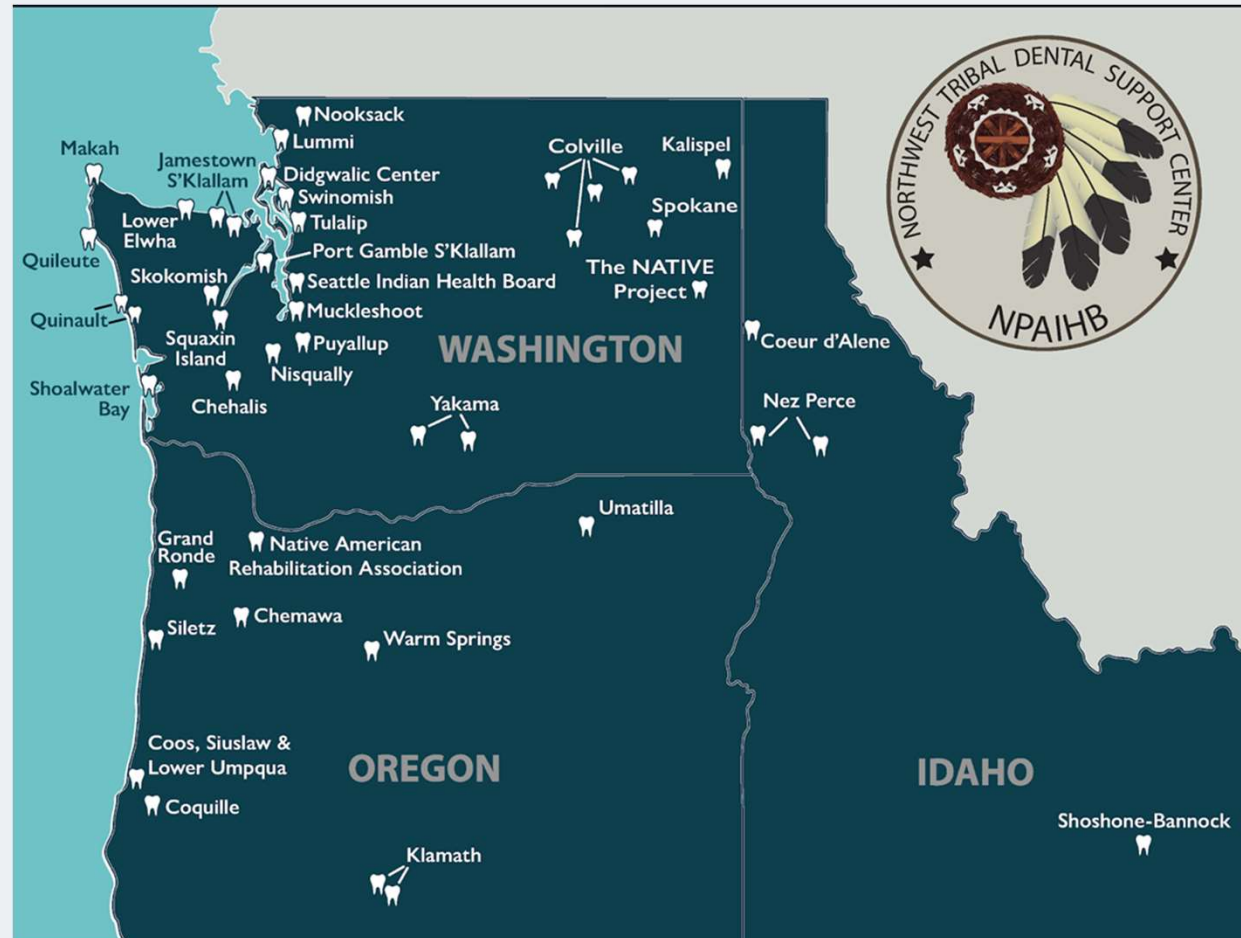 NORTHWEST TRIBAL DENTAL SUPPORT CENTER
NPAIHB
Nooksack
Lummi
Makah
Jamestown
S'Klallam
Didgwalic Center
Swinomish
Tulalip
Lower
Elwha
Quileute
Port Gamble S'Klallam
Skokomish
Seattle Indian Health Board
Muckleshoot
Quinault
Squaxin
Island
Puyallup
Nisqually
Shoalwater
Bay
Chehalis
Colville
Kalispel
Spokane
The NATIVE
Project
WASHINGTON
Yakama
Coeur d'Alene
Nez Perce
Umatilla
Grand
Ronde
Native American
Rehabilitation Association
Chemawa
Siletz
Warm Springs
Coos, Siuslaw &
Lower Umpqua
OREGON
Coquille
Klamath
IDAHO
Shoshone-Bannock